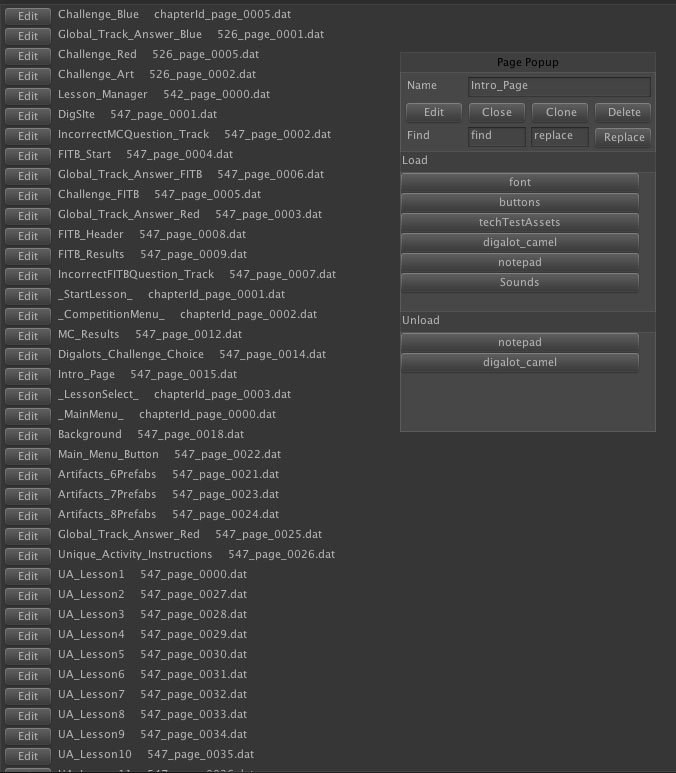 Edit Challenge_Blue chapterId_page_0005.dat
Edit Global_Track_Answer_Blue 526_page_0001.dat
Edit Challenge_Red 526_page_0005.dat
Edit Challenge_Art 526_page_0002.dat
Edit Lesson_Manager 542_page_0000.dat
Edit DigSIte 547_page_0001.dat
Edit IncorrectMCQuestion_Track 547_page_0002.dat
Edit FITB_Start 547_page_0004.dat
Edit Global_Track_Answer_FITB 547_page_0006.dat
Edit Challenge_FITB 547_page_0005.dat
Edit Global_Track_Answer_Red 547_page_0003.dat
Edit FITB_Header 547_page_0008.dat
Edit FITB_Results 547_page_0009.dat
Edit IncorrectFITBQuestion_Track 547_page_0007.dat
Edit _StartLesson_ chapterId_page_0001.dat
Edit _CompetitionMenu_ chapterId_page_0002.dat
Edit MC_Results 547_page_0012.dat
Edit Digalots_Challenge_Choice 547_page_0014.dat
Edit Intro_Page 547_page_0015.dat
Edit _LessonSelect_ chapterId_page_0003.dat
Edit _MainMenu_ chapterId_page_0000.dat
Edit Background 547_page_0018.dat
Edit Main_Menu_Button 547_page_0022.dat
Edit Artifacts_6Prefabs 547_page_0021.dat
Edit Artifacts_7Prefabs 547_page_0023.dat
Edit Artifacts_8Prefabs 547_page_0024.dat
Edit Global_Track_Answer_Red 547_page_0025.dat
Edit Unique_Activity_Instructions 547_page_0026.dat
Edit UA_Lesson1 547_page_0000.dat
Edit UA_Lesson2 547_page_0027.dat
Edit UA_Lesson3 547_page_0028.dat
Edit UA_Lesson4 547_page_0029.dat
Edit UA_Lesson5 547_page_0030.dat
Edit UA_Lesson6 547_page_0031.dat
Edit UA_Lesson7 547_page_0032.dat
Edit UA_Lesson8 547_page_0033.dat
Edit UA_Lesson9 547_page_0034.dat
Edit UA_Lesson10 547_page_0035.dat
Page Popup
Name Intro_Page
Edit Close Clone Delete
Find find replace Replace
Load
font
buttons
techTestAssets
digalot_camel
notepad
Sounds
Unload
notepad
digalot_camel